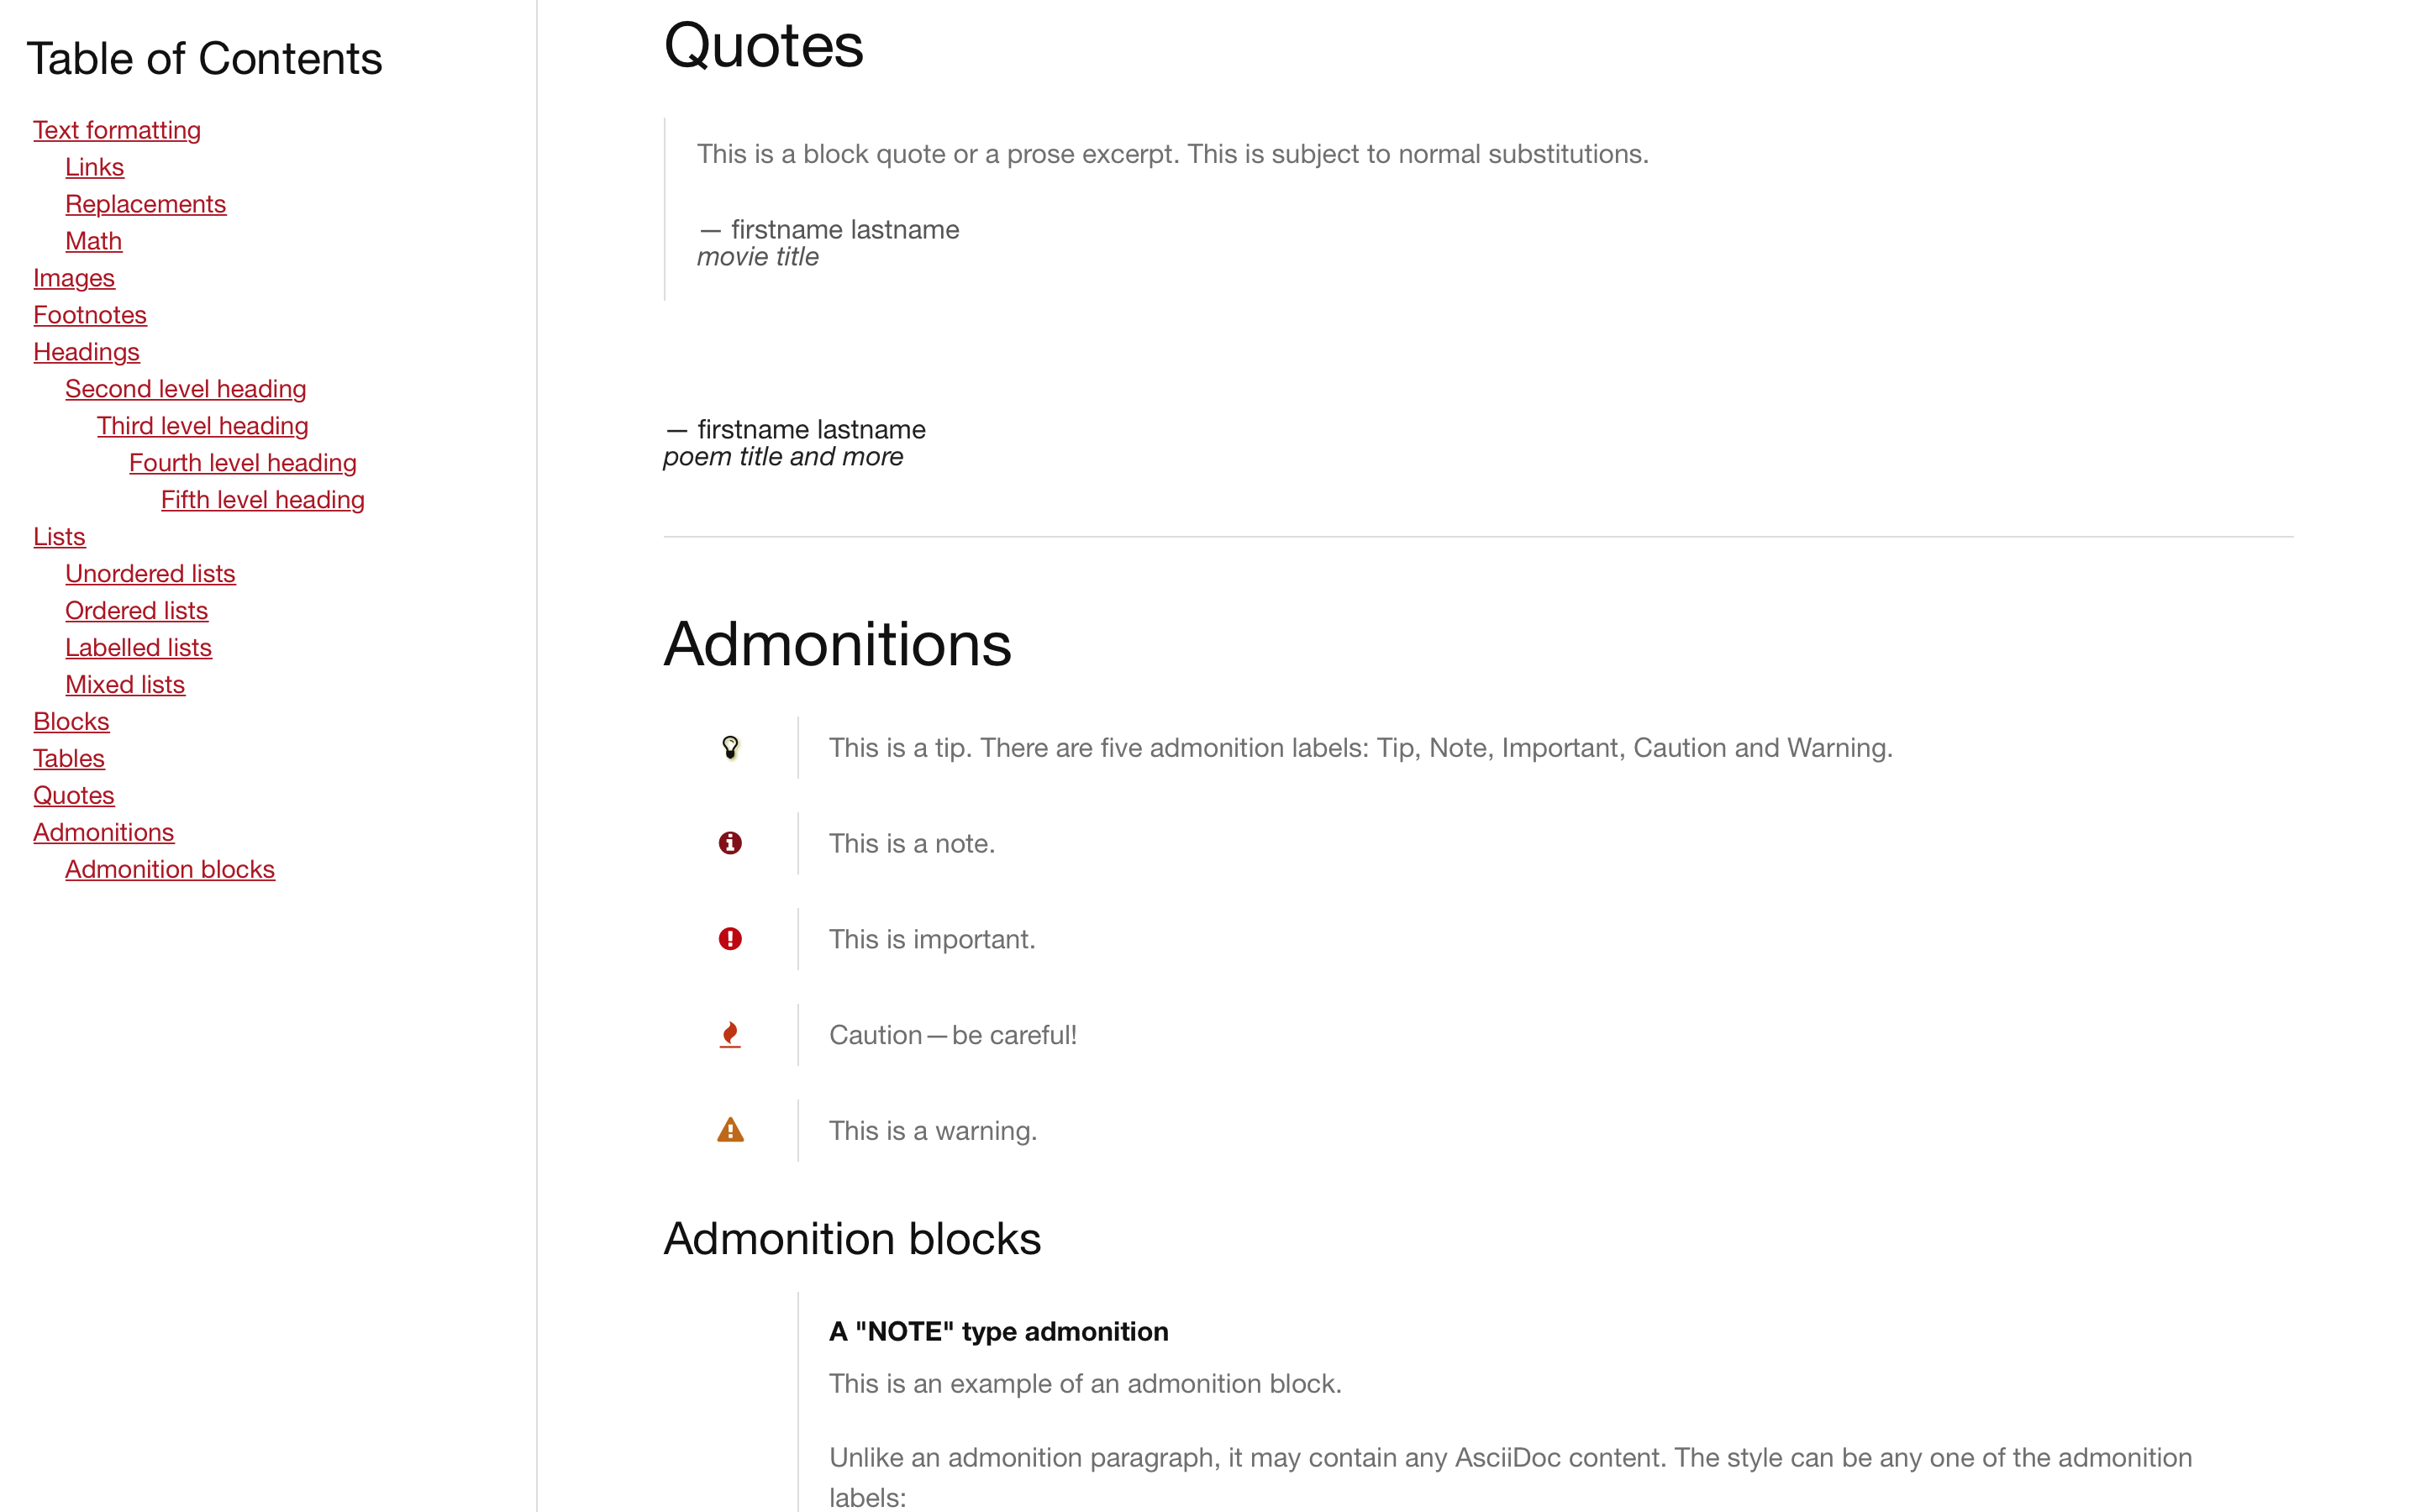 Table of Contents
Text formatting
Links
Replacements
Math
Images
Footnotes
Headings
Second level heading
Third level heading
Fourth level heading
Fifth level heading
Lists
Unordered lists
Ordered lists
Labelled lists
Mixed lists
Blocks
Tables
Quotes
Admonitions
Admonition blocks
Quotes
This is a block quote or a prose excerpt. This is subject to normal substitutions.
— firstname lastname
movie title
— firstname lastname
poem title and more
Admonitions
This is a tip. There are five admonition labels: Tip, Note, Important, Caution and Warning.
This is a note.
This is important.
Caution — be careful!
This is a warning.
Admonition blocks
A "NOTE" type admonition
This is an example of an admonition block.
Unlike an admonition paragraph, it may contain any AsciiDoc content. The style can be any one of the admonition
labels: